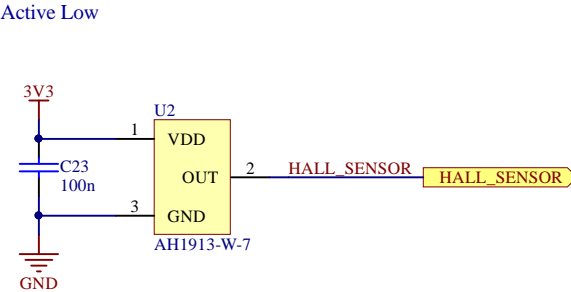 Active Low
3V3
U2
1
VDD
C23
100n
OUT
2
HALL_SENSOR
HALL_SENSOR
3
GND
AH1913-W-7
GND